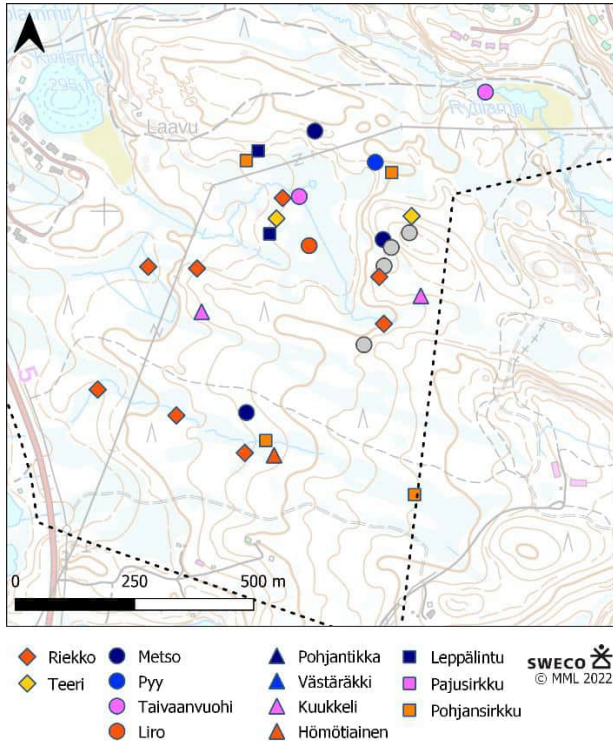 Laavu
5
0 250 500 m
Riekko Metso Pohjantikka Leppälintu SWECO
Teeri Pyy Västäräkki Pajusirkku © MML 2022
Taivaanvuohi Kuukkeli Pohjansirkku
Liro Hömötiainen